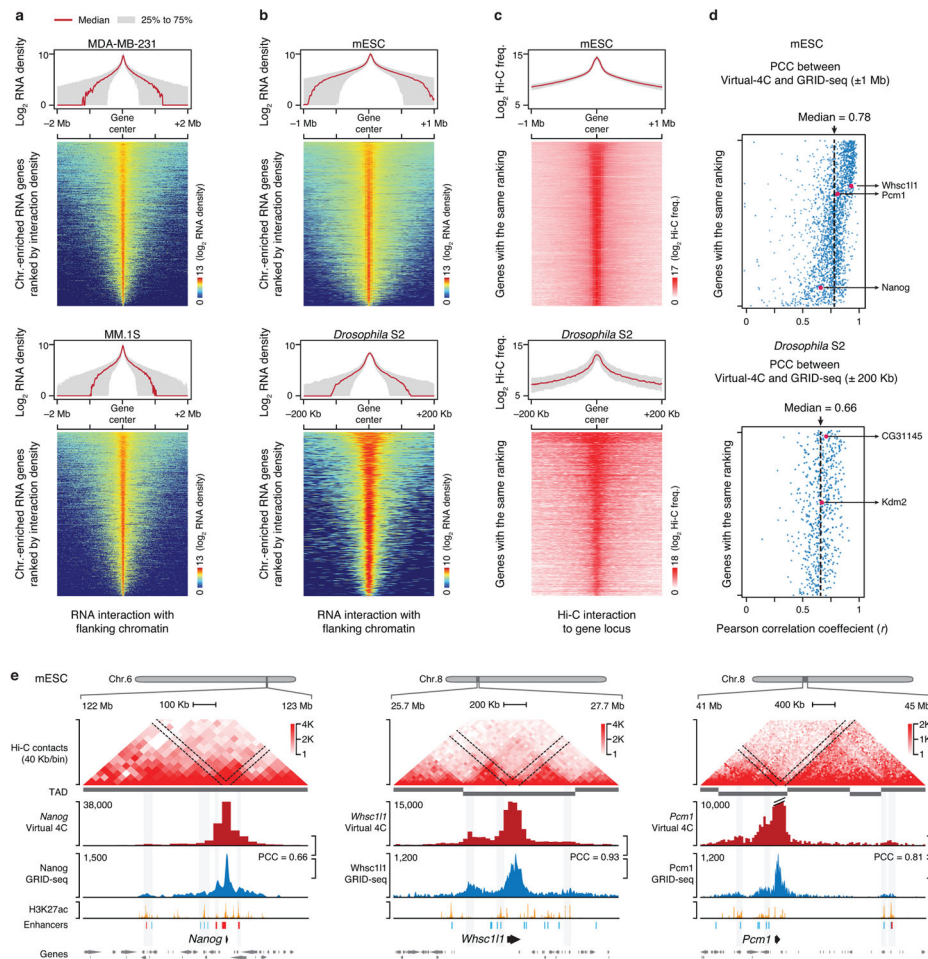 a
b
c
d
Median
25% to 75%
MDA-MB-231
Log2 RNA density
10
0
−2 Mb
Gene
center
+2 Mb
Chr.-enriched RNA genes
ranked by interaction density
0
13
(log2 RNA density)
MM.1S
Log2 RNA density
10
0
−2 Mb
Gene
center
+2 Mb
Chr.-enriched RNA genes
ranked by interaction density
0
13
(log2 RNA density)
RNA interaction with
flanking chromatin
mESC
Log2 RNA density
10
0
−1 Mb
Gene
center
+1 Mb
Chr.-enriched RNA genes
ranked by interaction density
0
13
(log2 RNA density)
Drosophila S2
Log2 RNA density
10
0
−200 Kb
Gene
center
+200 Kb
Chr.-enriched RNA genes
ranked by interaction density
0
10
(log2 RNA density)
RNA interaction with
flanking chromatin
mESC
Log2 Hi-C freq.
15
5
−1 Mb
Gene
cener
+1 Mb
Genes with the same ranking
0
17
(log2 Hi-C freq.)
Drosophila S2
Log2 Hi-C freq.
15
5
−200 Kb
Gene
center
+200 Kb
Genes with the same ranking
0
18
(log2 Hi-C freq.)
Hi-C interaction
to gene locus
mESC
PCC between
Virtual-4C and GRID-seq (±1 Mb)
Median = 0.78
Genes with the same ranking
Whsc1l1
Pcm1
Nanog
0
0.5
1
Drosophila S2
PCC between
Virtual-4C and GRID-seq (± 200 Kb)
Median = 0.66
Genes with the same ranking
CG31145
Kdm2
0
0.5
1
Pearson correlation coeffecient (r)
e
mESC
Chr.6
122 Mb
100 Kb
123 Mb
4K
1
Hi-C contacts
(40 Kb/bin)
TAD
38,000
Nanog
Virtual 4C
1,500
PCC = 0.66
Nanog
GRID-seq
H3K27ac
Enhancers
Nanog
Genes
Chr.8
25.7 Mb
200 Kb
27.7 Mb
4K
1
15,000
Whsc1l1
Virtual 4C
1,200
PCC = 0.93
Whsc1l1
GRID-seq
Whsc1l1
Chr.8
41 Mb
400 Kb
45 Mb
2K
1
10,000
Pcm1
Virtual 4C
1,200
PCC = 0.81
Pcm1
GRID-seq
Pcm1